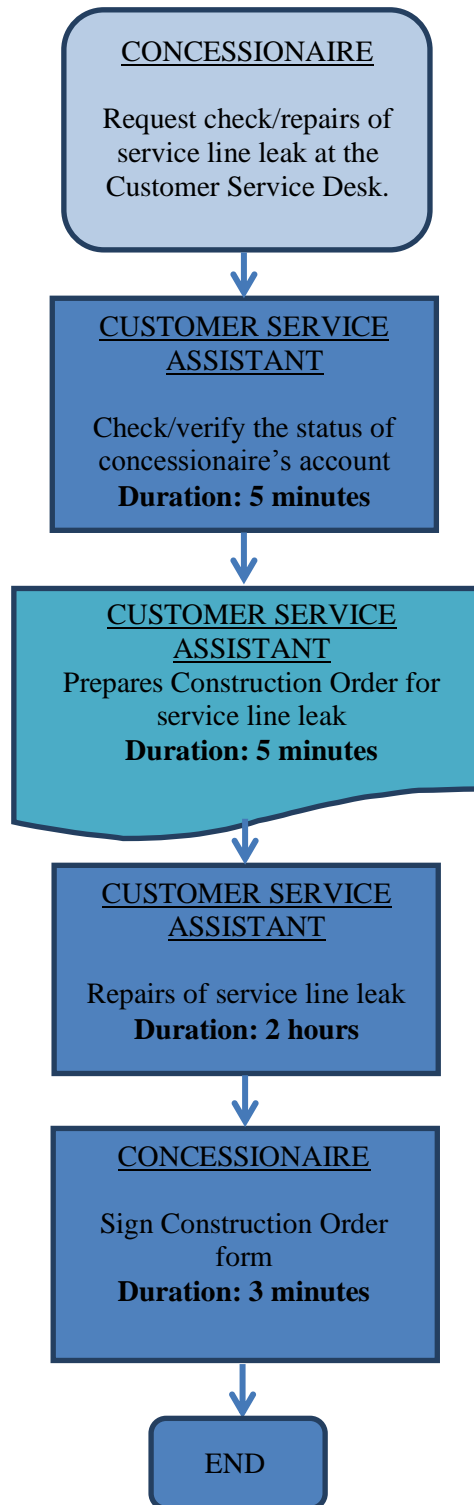 CONCESSIONAIRE
Request check/repairs of
service line leak at the
Customer Service Desk.
CUSTOMER SERVICE
ASSISTANT
Check/verify the status of
concessionaire’s account
Duration: 5 minutes
CUSTOMER SERVICE
ASSISTANT
Prepares Construction Order for
service line leak
Duration: 5 minutes
CUSTOMER SERVICE
ASSISTANT
Repairs of service line leak
Duration: 2 hours
CONCESSIONAIRE
Sign Construction Order
form
Duration: 3 minutes
END